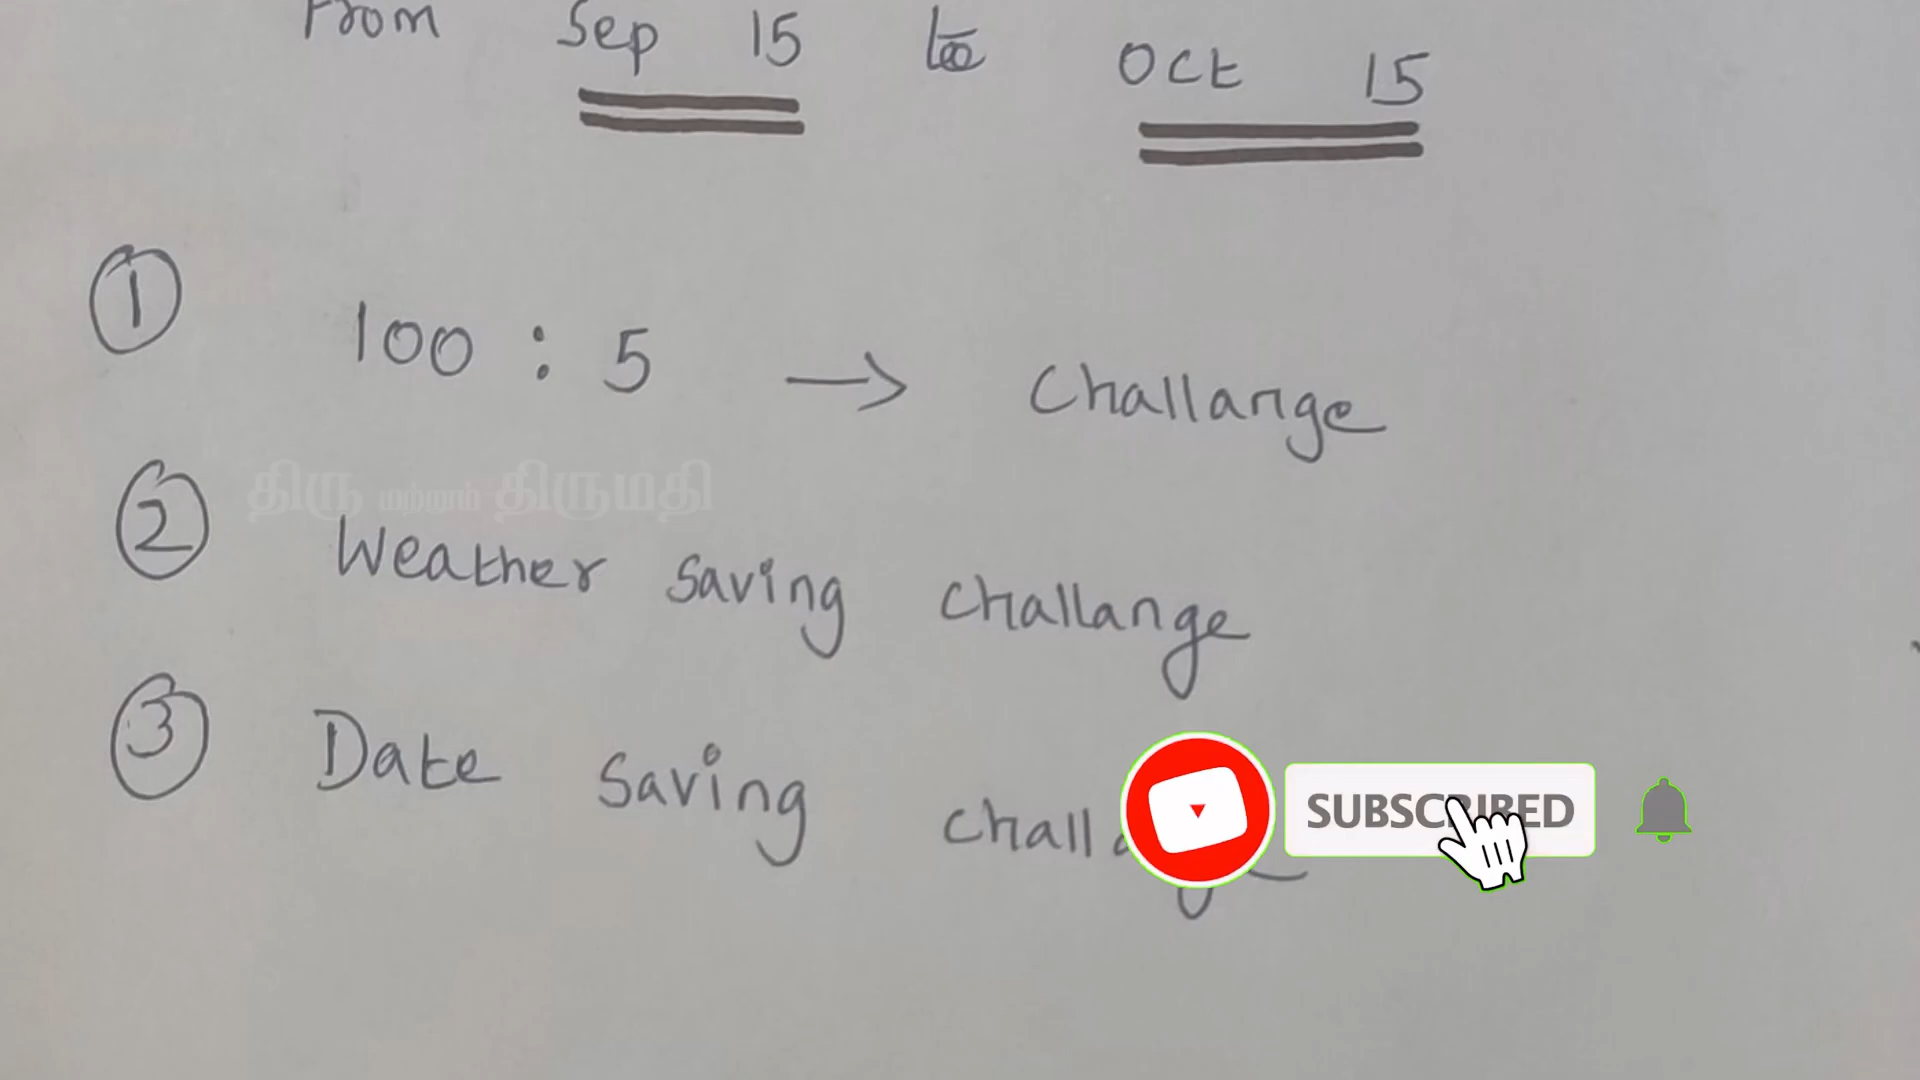 From Sep 15 to Oct 15
1 100 : 5 → Challange
திரு மற்றும் திருமதி
2 Weather saving challange
3 Date Saving chall
SUBSCRIBED